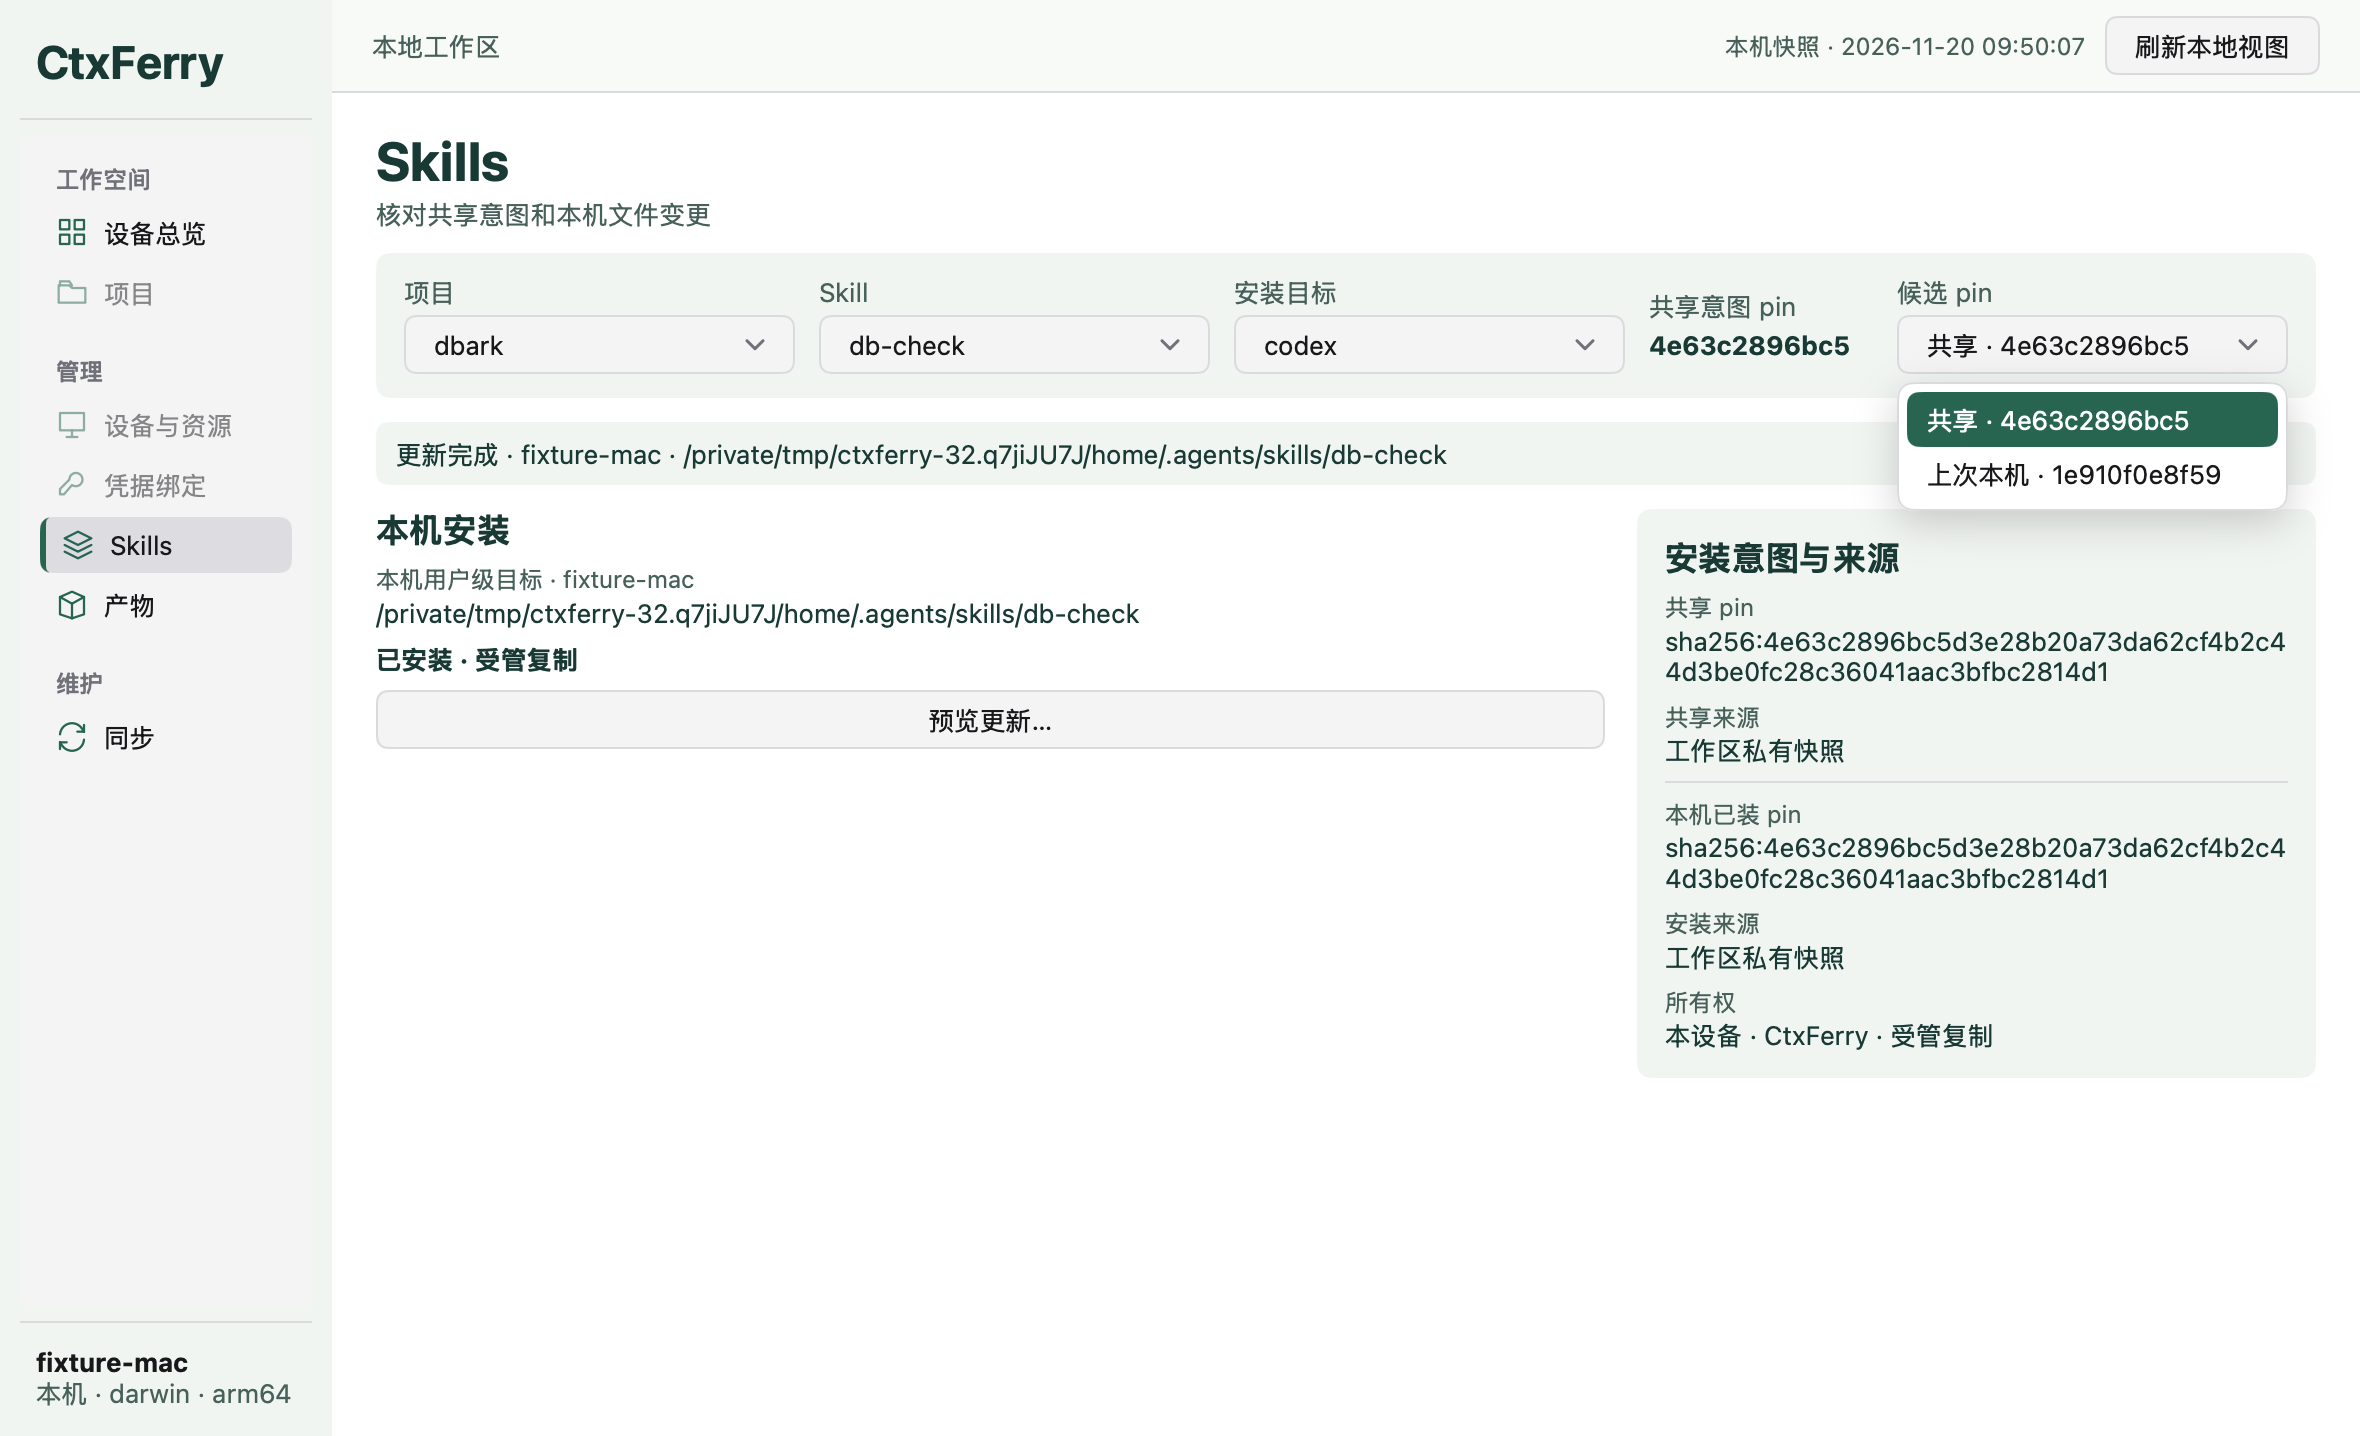 CtxFerry
工作空间
设备总览
项目
管理
设备与资源
凭据绑定
Skills
产物
维护
同步
fixture-mac
本机 · darwin · arm64
本地工作区
本机快照 · 2026-11-20 09:50:07
刷新本地视图
Skills
核对共享意图和本机文件变更
项目
dbark
Skill
db-check
安装目标
codex
共享意图 pin
4e63c2896bc5
候选 pin
共享 · 4e63c2896bc5
共享 · 4e63c2896bc5
上次本机 · 1e910f0e8f59
更新完成 · fixture-mac · /private/tmp/ctxferry-32.q7jiJU7J/home/.agents/skills/db-check
本机安装
本机用户级目标 · fixture-mac
/private/tmp/ctxferry-32.q7jiJU7J/home/.agents/skills/db-check
已安装 · 受管复制
预览更新...
安装意图与来源
共享 pin
sha256:4e63c2896bc5d3e28b20a73da62cf4b2c4
4d3be0fc28c36041aac3bfbc2814d1
共享来源
工作区私有快照
本机已装 pin
sha256:4e63c2896bc5d3e28b20a73da62cf4b2c4
4d3be0fc28c36041aac3bfbc2814d1
安装来源
工作区私有快照
所有权
本设备 · CtxFerry · 受管复制